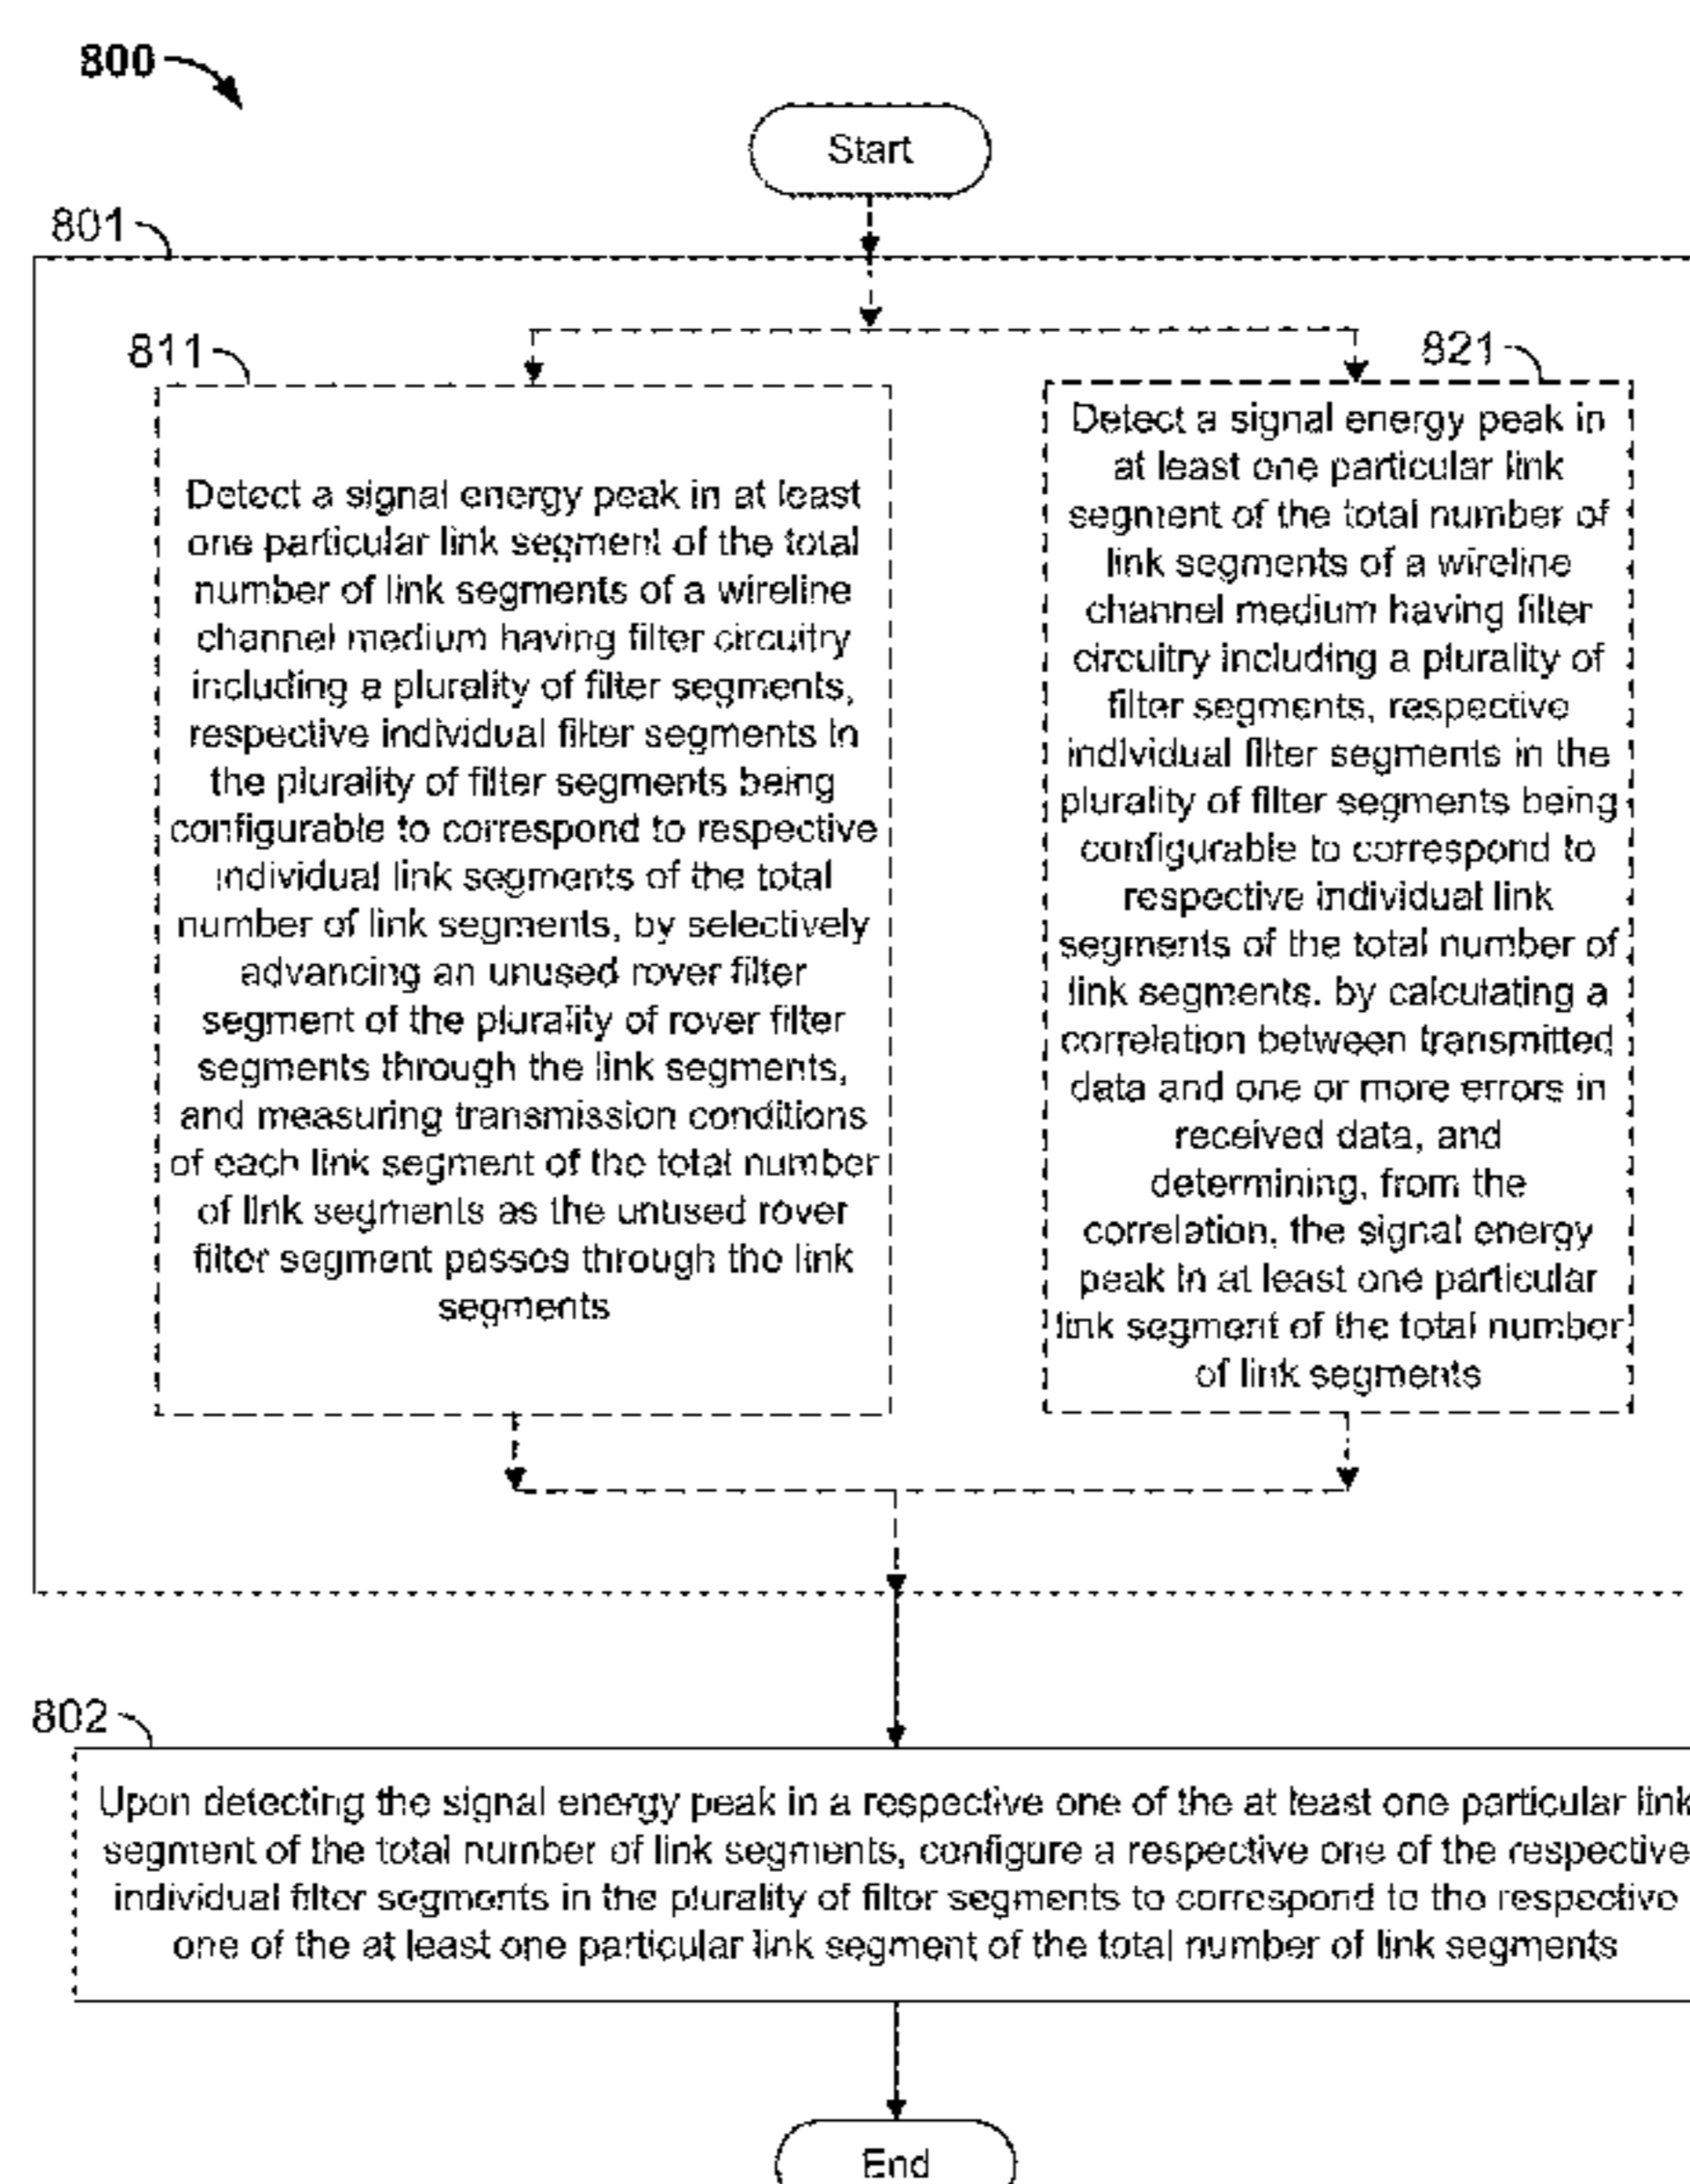 800
Start
801
811
Detect a signal energy peak in at least
one particular link segment of the total
number of link segments of a wireline
channel medium having filter circuitry
including a plurality of filter segments,
respective individual filter segments in
the plurality of filter segments being
configurable to correspond to respective
individual link segments of the total
number of link segments, by selectively
advancing an unused rover filter
segment of the plurality of rover filter
segments through the link segments,
and measuring transmission conditions
of each link segment of the total number
of link segments as the unused rover
filter segment passes through the link
segments
821
Detect a signal energy peak in
at least one particular link
segment of the total number of
link segments of a wireline
channel medium having filter
circuitry including a plurality of
filter segments, respective
individual filter segments in the
plurality of filter segments being
configurable to correspond to
respective individual link
segments of the total number of
link segments, by calculating a
correlation between transmitted
data and one or more errors in
received data, and
determining, from the
correlation, the signal energy
peak in at least one particular
link segment of the total number
of link segments
802
Upon detecting the signal energy peak in a respective one of the at least one particular link
segment of the total number of link segments, configure a respective one of the respective
individual filter segments in the plurality of filter segments to correspond to the respective
one of the at least one particular link segment of the total number of link segments
End